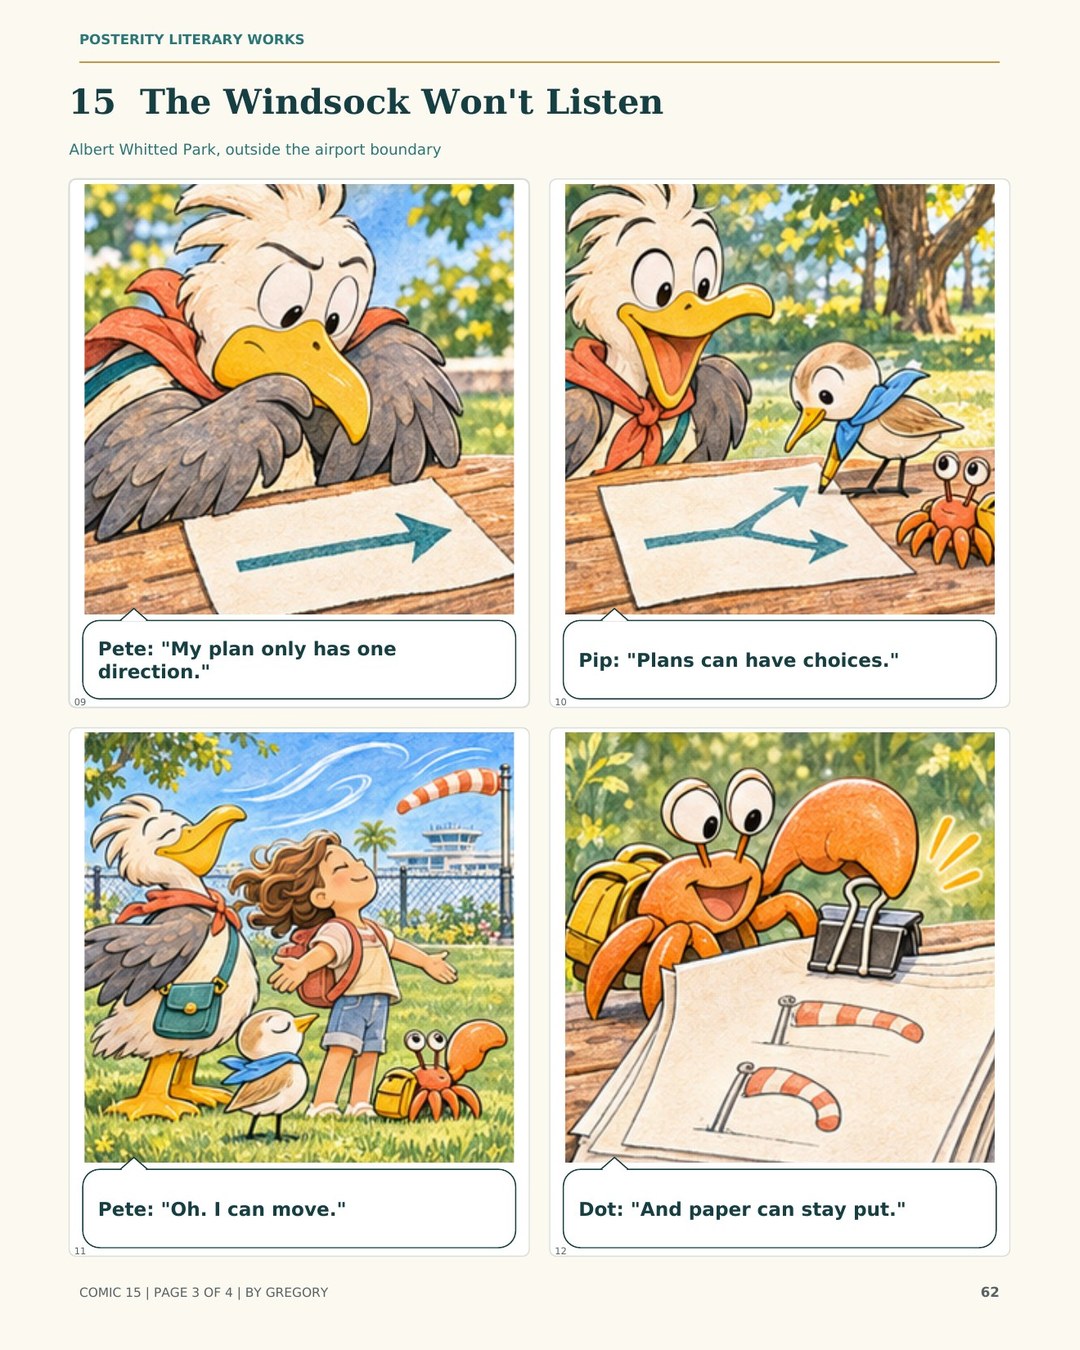 POSTERITY LITERARY WORKS
15 The Windsock Won't Listen
Albert Whitted Park, outside the airport boundary
Pete: "My plan only has one
direction."
09
Pip: "Plans can have choices."
10
Pete: "Oh. I can move."
11
Dot: "And paper can stay put."
12
COMIC 15 | PAGE 3 OF 4 | BY GREGORY
62